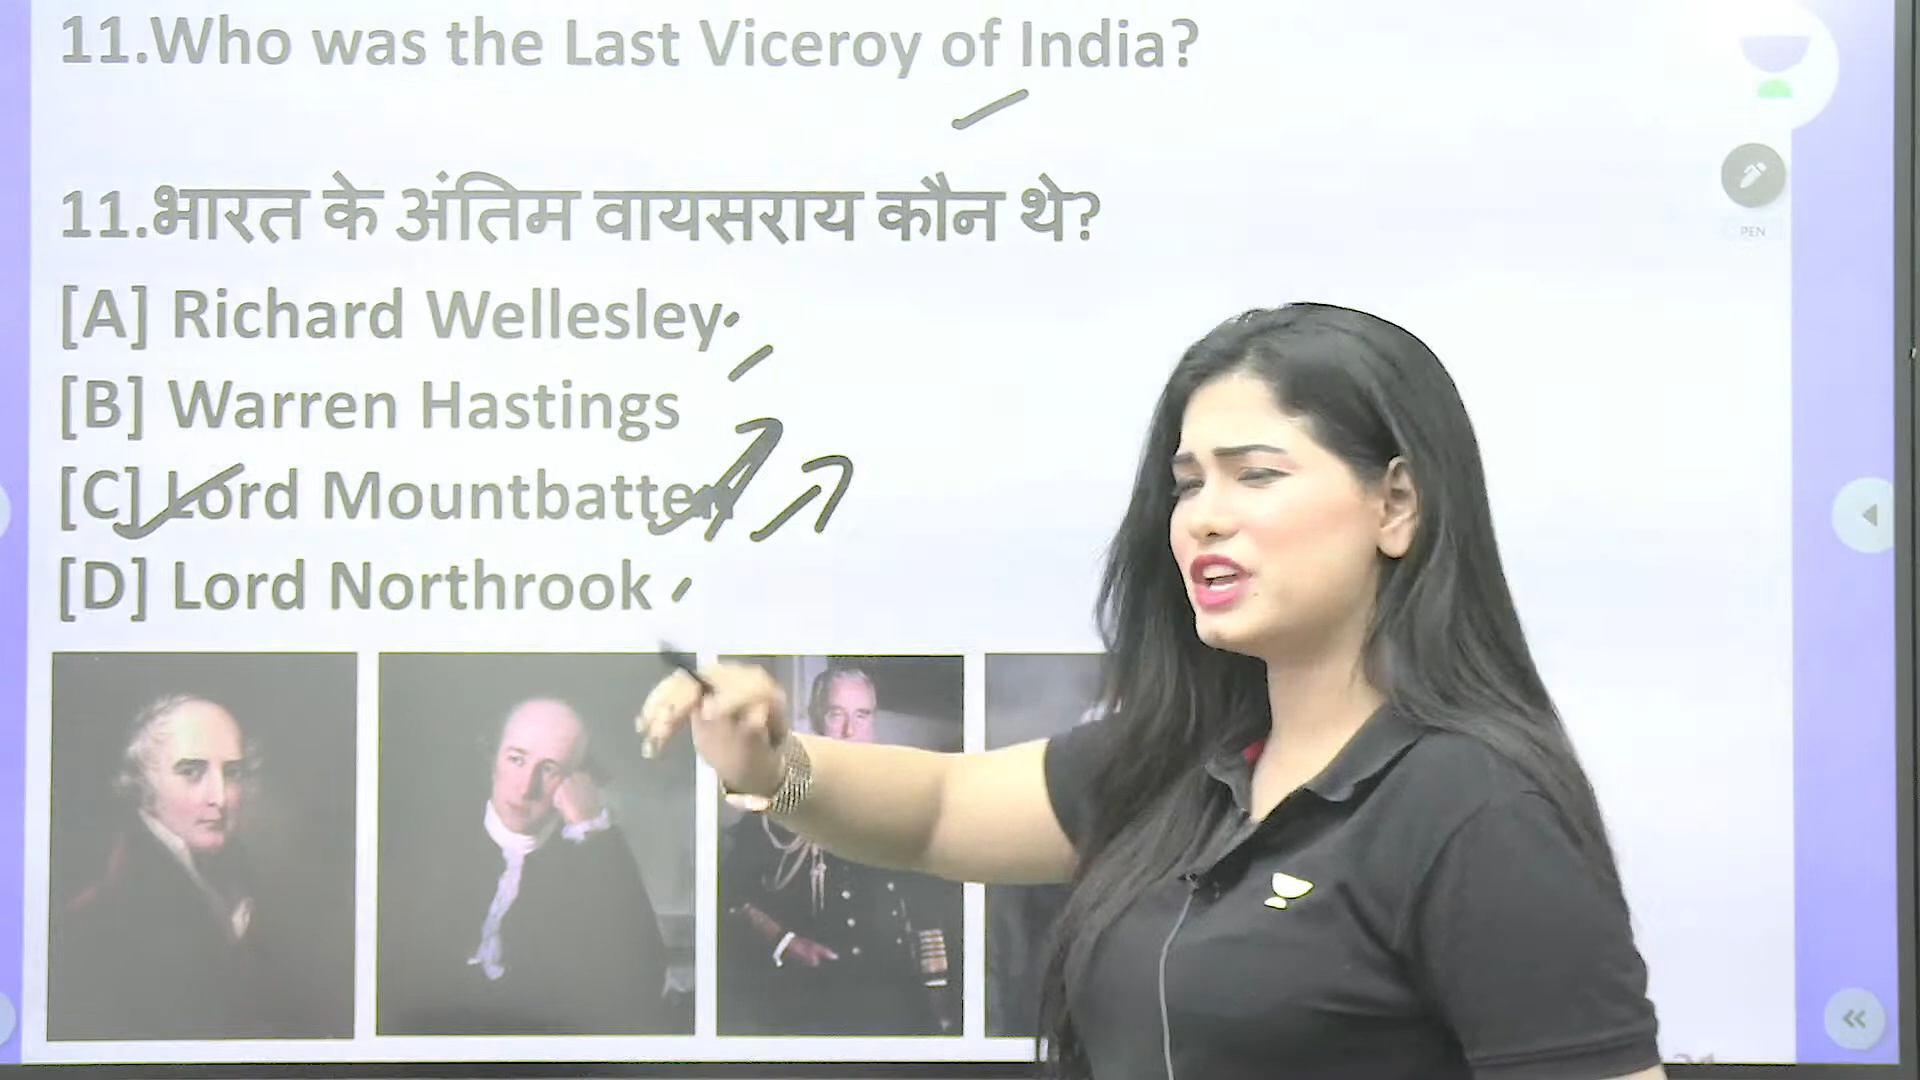 11.Who was the Last Viceroy of India?
11.भारत के अंतिम वायसराय कौन थे?
[A] Richard Wellesley
[B] Warren Hastings
[C] Lord Mountbatten
[D] Lord Northrook
PEN